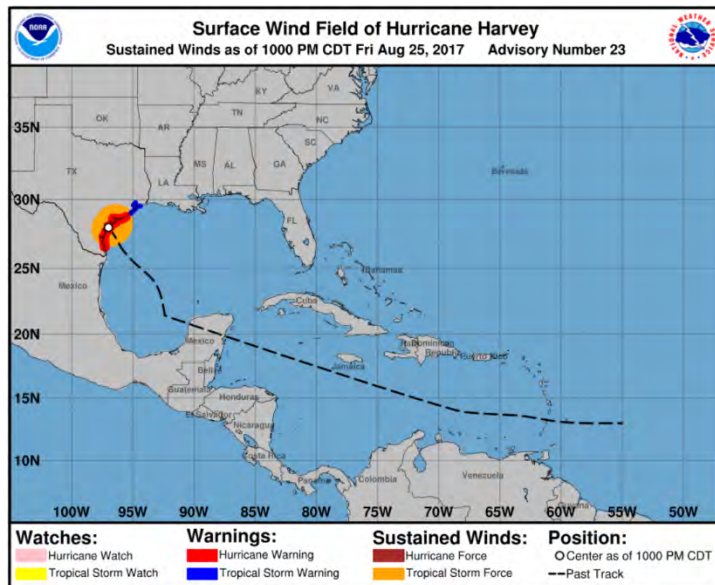 NOAA
Surface Wind Field of Hurricane Harvey
Sustained Winds as of 1000 PM CDT Fri Aug 25, 2017 Advisory Number 23
NATIONAL WEATHER SERVICE
KY
VA
OK
TN
NC
35N
AR
SC
TX
MS
AL
GA
LA
Bermuda
30N
FL
25N
Mexico
Bahamas
Cuba
20N
Mexico
Haiti
Dominican
Republic
Puerto Rico
Jamaica
Belize
15N
Guatemala
Honduras
El Salvador
Nicaragua
10N
Costa Rica
Panama
Colombia
Venezuela
Guyana
100W 95W 90W 85W 80W 75W 70W 65W 60W 55W 50W
Watches: Warnings: Sustained Winds: Position:
Hurricane Watch Hurricane Warning Hurricane Force Center as of 1000 PM CDT
Tropical Storm Watch Tropical Storm Warning Tropical Storm Force Past Track